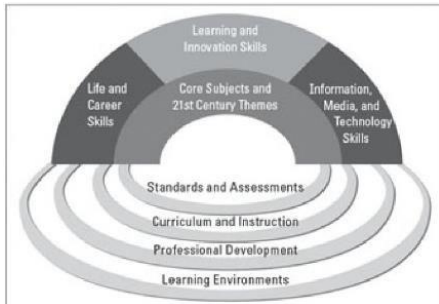 Learning and
Innovation Skills
Life and
Career
Skills
Core Subjects and
21st Century Themes
Information,
Media, and
Technology
Skills
Standards and Assessments
Curriculum and Instruction
Professional Development
Learning Environments